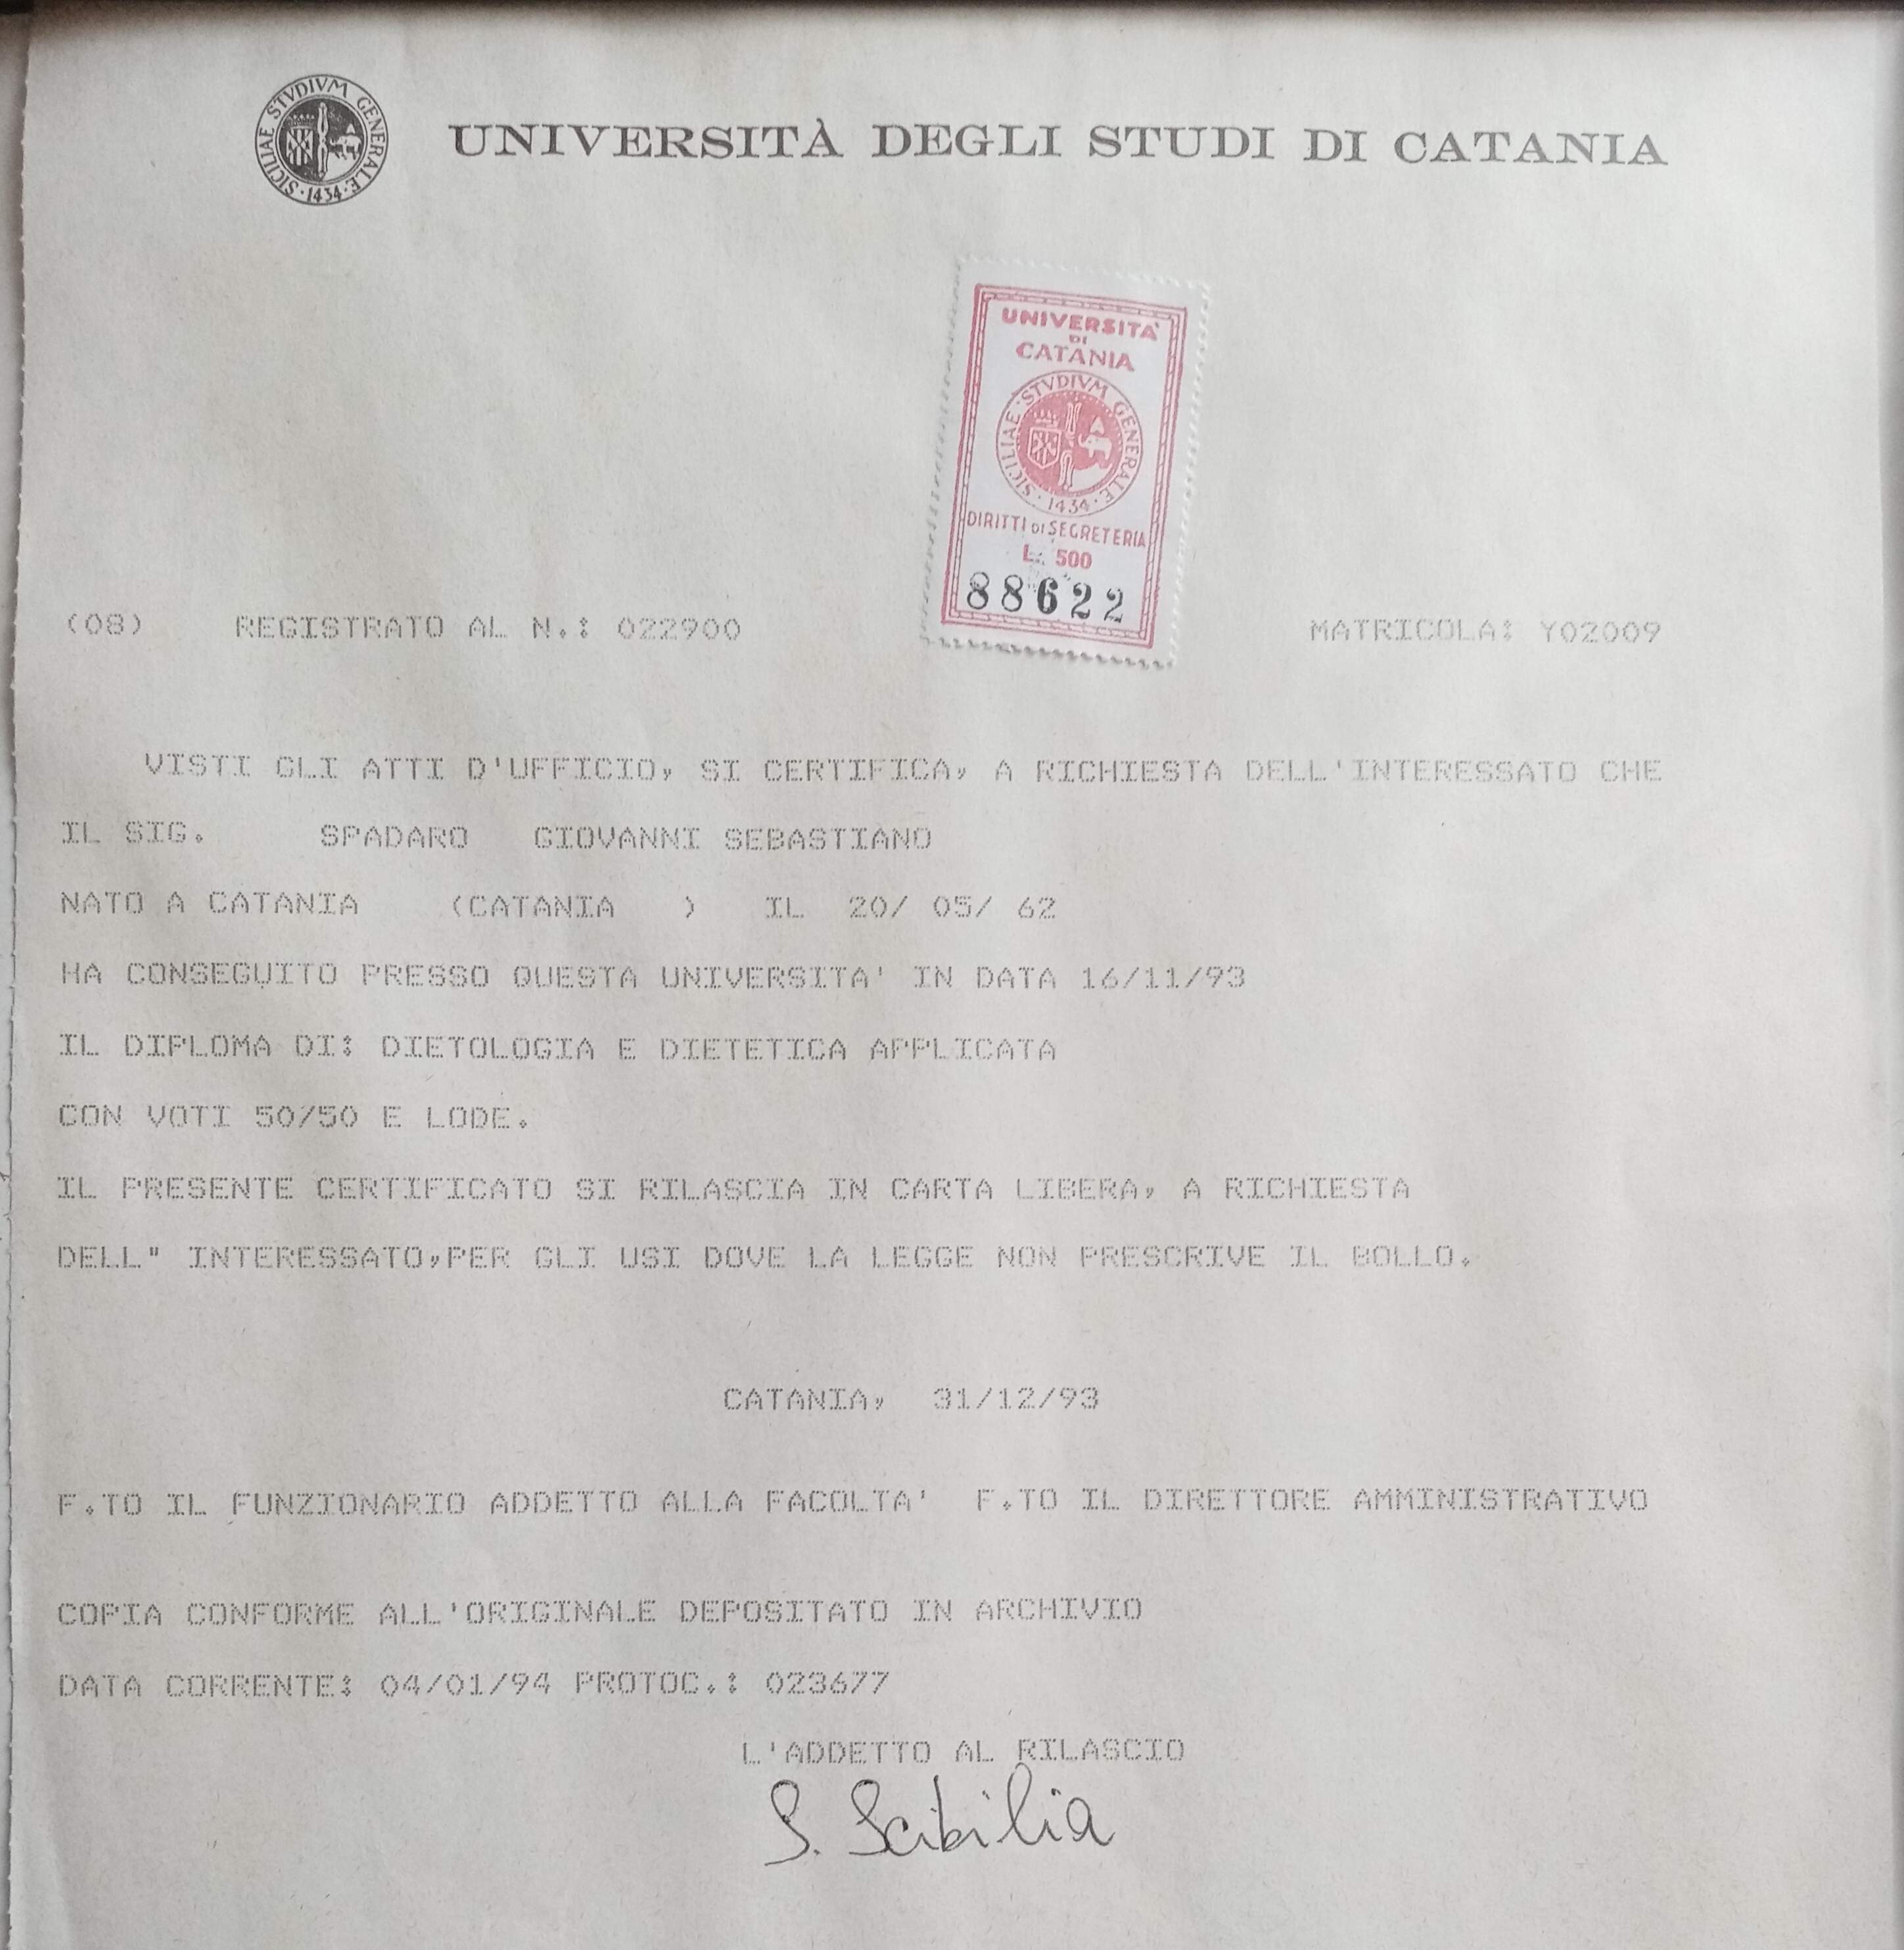 SICILIAE STVDIVM GENERALE · 1434 ·
UNIVERSITÀ DEGLI STUDI DI CATANIA
UNIVERSITA'
DI
CATANIA
SICILIAE STVDIVM GENERALE · 1434 ·
DIRITTI DI SEGRETERIA
L. 500
88622
(08) REGISTRATO AL N.: 022900 MATRICOLA: Y02009
VISTI GLI ATTI D'UFFICIO, SI CERTIFICA, A RICHIESTA DELL'INTERESSATO CHE
IL SIG. SPADARO GIOVANNI SEBASTIANO
NATO A CATANIA (CATANIA ) IL 20/ 05/ 62
HA CONSEGUITO PRESSO QUESTA UNIVERSITA' IN DATA 16/11/93
IL DIPLOMA DI: DIETOLOGIA E DIETETICA APPLICATA
CON VOTI 50/50 E LODE.
IL PRESENTE CERTIFICATO SI RILASCIA IN CARTA LIBERA, A RICHIESTA
DELL" INTERESSATO,PER GLI USI DOVE LA LEGGE NON PRESCRIVE IL BOLLO.
CATANIA, 31/12/93
F.TO IL FUNZIONARIO ADDETTO ALLA FACOLTA' F.TO IL DIRETTORE AMMINISTRATIVO
COPIA CONFORME ALL'ORIGINALE DEPOSITATO IN ARCHIVIO
DATA CORRENTE: 04/01/94 PROTOC.: 023677
L'ADDETTO AL RILASCIO
S. Scibilia